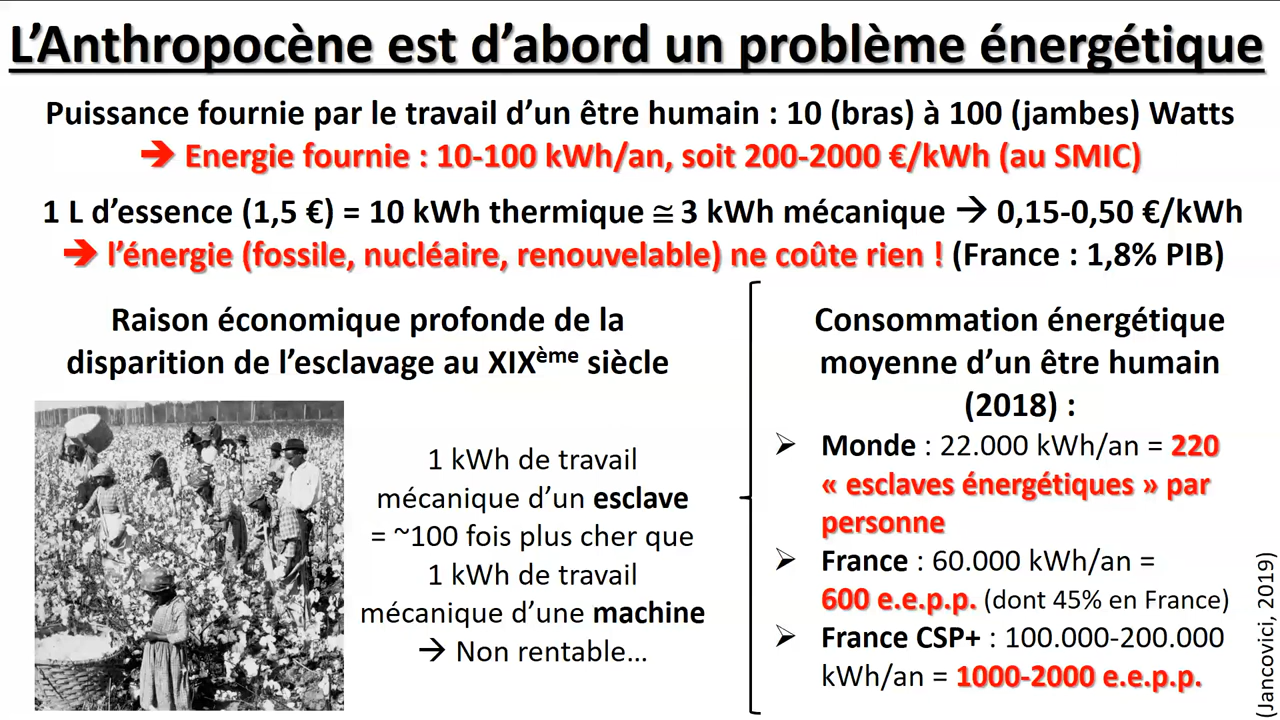 L’Anthropocène est d’abord un problème énergétique
Puissance fournie par le travail d’un être humain : 10 (bras) à 100 (jambes) Watts
➔ Energie fournie : 10-100 kWh/an, soit 200-2000 €/kWh (au SMIC)
1 L d’essence (1,5 €) = 10 kWh thermique ≅ 3 kWh mécanique → 0,15-0,50 €/kWh
➔ l’énergie (fossile, nucléaire, renouvelable) ne coûte rien ! (France : 1,8% PIB)
Raison économique profonde de la
disparition de l’esclavage au XIXème siècle
1 kWh de travail
mécanique d’un esclave
= ~100 fois plus cher que
1 kWh de travail
mécanique d’une machine
→ Non rentable…
Consommation énergétique
moyenne d’un être humain
(2018) :
➢ Monde : 22.000 kWh/an = 220
« esclaves énergétiques » par
personne
➢ France : 60.000 kWh/an =
600 e.e.p.p. (dont 45% en France)
➢ France CSP+ : 100.000-200.000
kWh/an = 1000-2000 e.e.p.p.
(Jancovici, 2019)